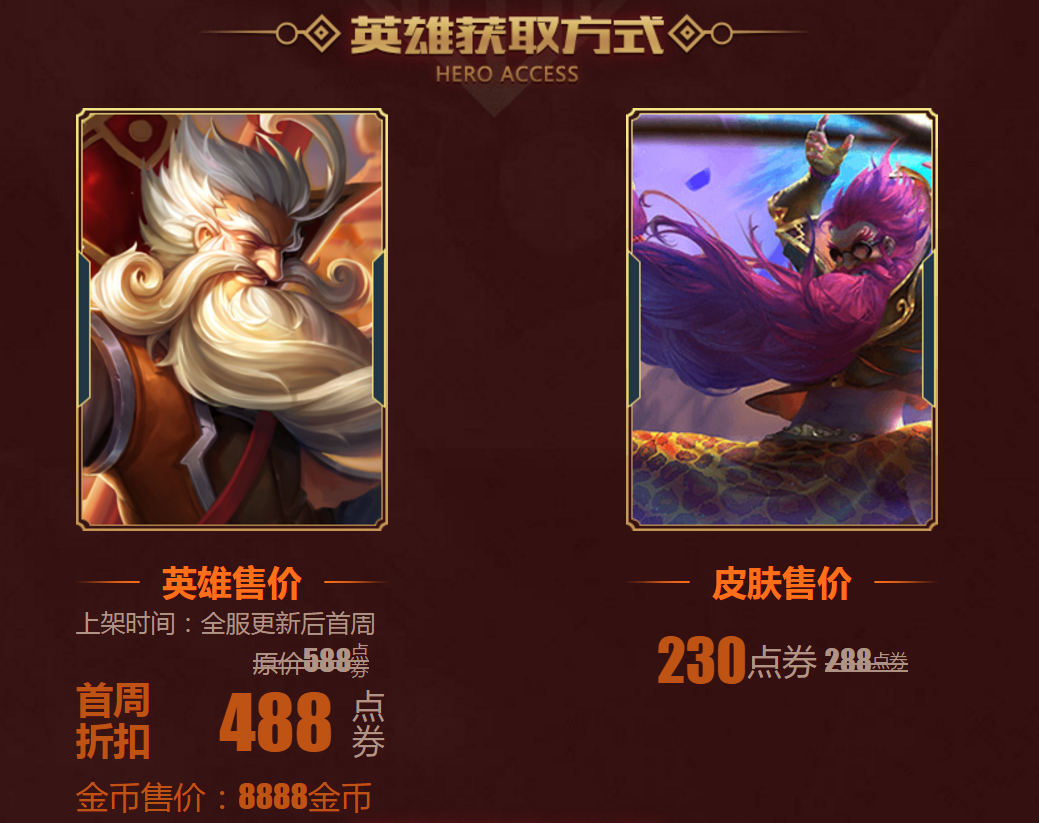 英雄获取方式
HERO ACCESS
英雄售价
上架时间：全服更新后首周
原价588点券
首周折扣 488点券
金币售价：8888金币
皮肤售价
230点券 288点券